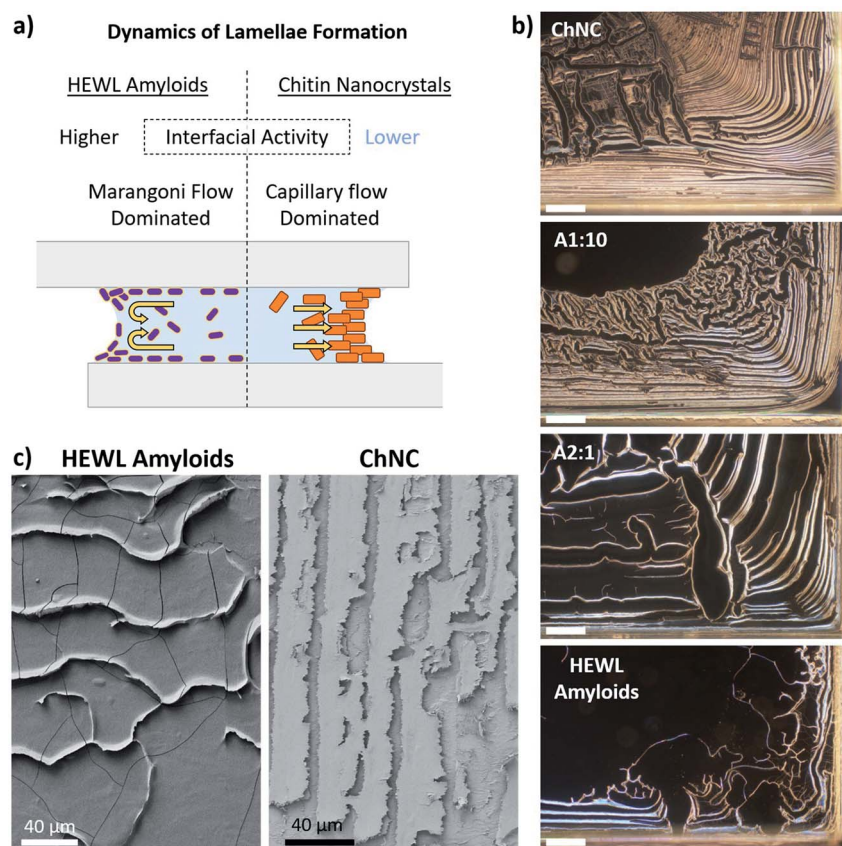 a)
Dynamics of Lamellae Formation
HEWL Amyloids
Chitin Nanocrystals
Higher
Interfacial Activity
Lower
Marangoni Flow
Dominated
Capillary flow
Dominated
b)
ChNC
A1:10
A2:1
HEWL
Amyloids
c)
HEWL Amyloids
ChNC
40 µm
40 µm